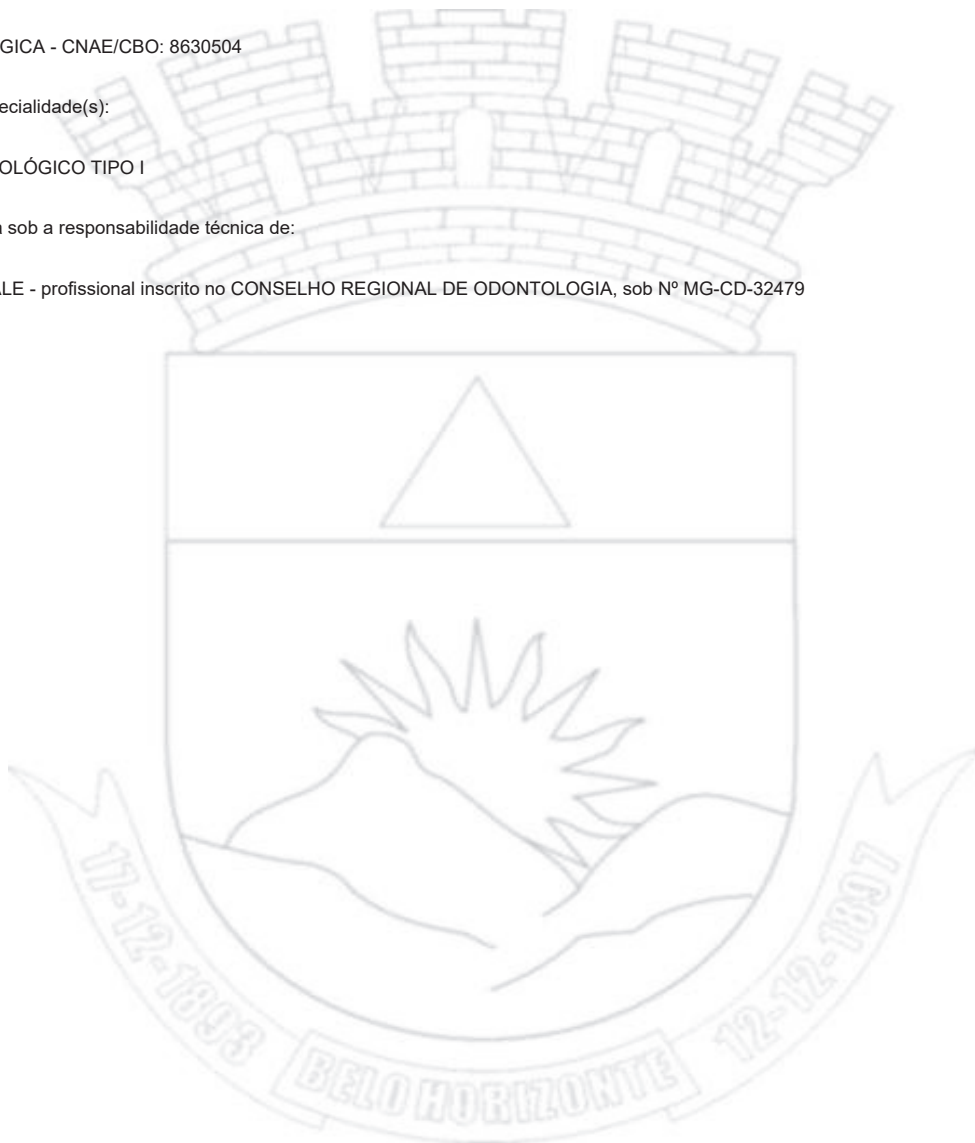 GICA - CNAE/CBO: 8630504
ecialidade(s):
OLÓGICO TIPO I
a sob a responsabilidade técnica de:
ALE - profissional inscrito no CONSELHO REGIONAL DE ODONTOLOGIA, sob Nº MG-CD-32479
17-12-1893
BELO HORIZONTE
12-12-1897